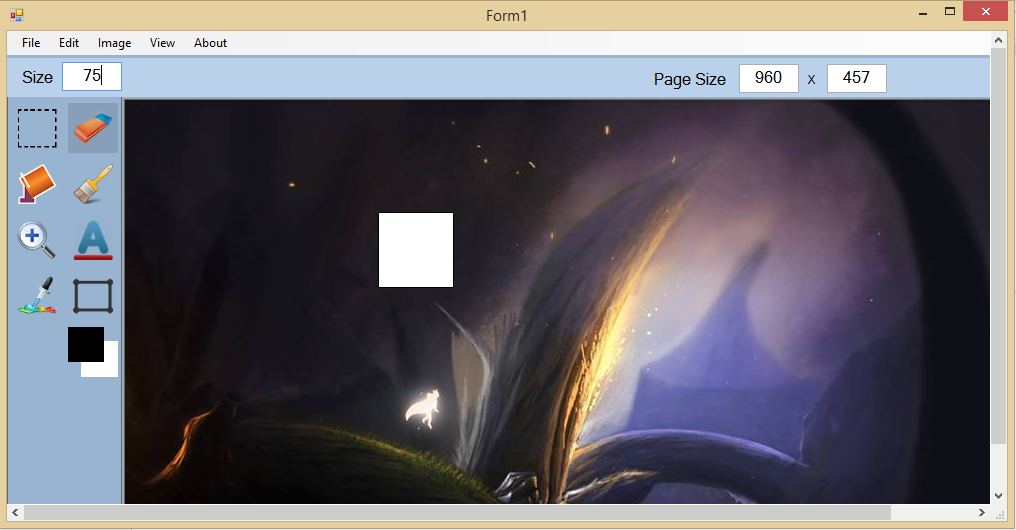 Form1
File Edit Image View About
Size 75 Page Size 960 x 457
A